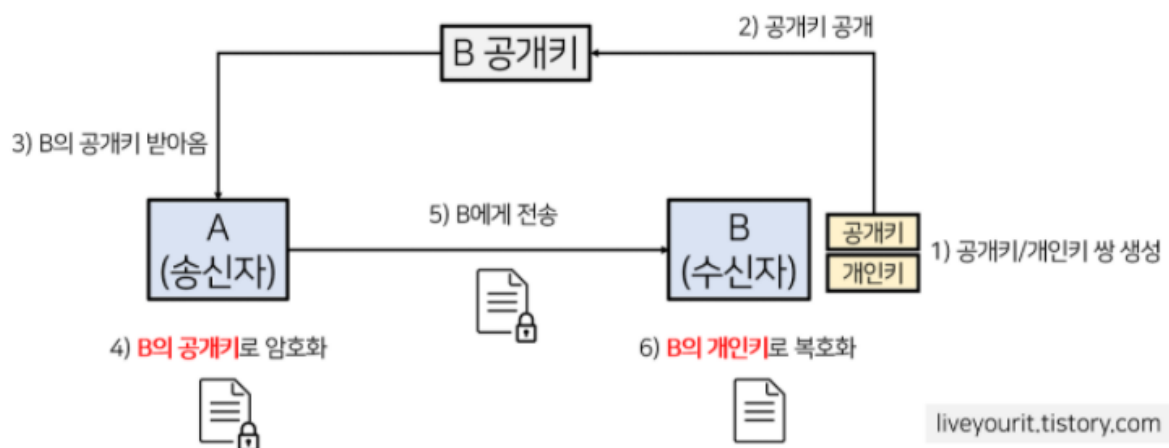 2) 공개키 공개
B 공개키
3) B의 공개키 받아옴
A
(송신자)
5) B에게 전송
B
(수신자)
공개키
개인키
1) 공개키/개인키 쌍 생성
4) B의 공개키로 암호화
6) B의 개인키로 복호화
liveyourit.tistory.com